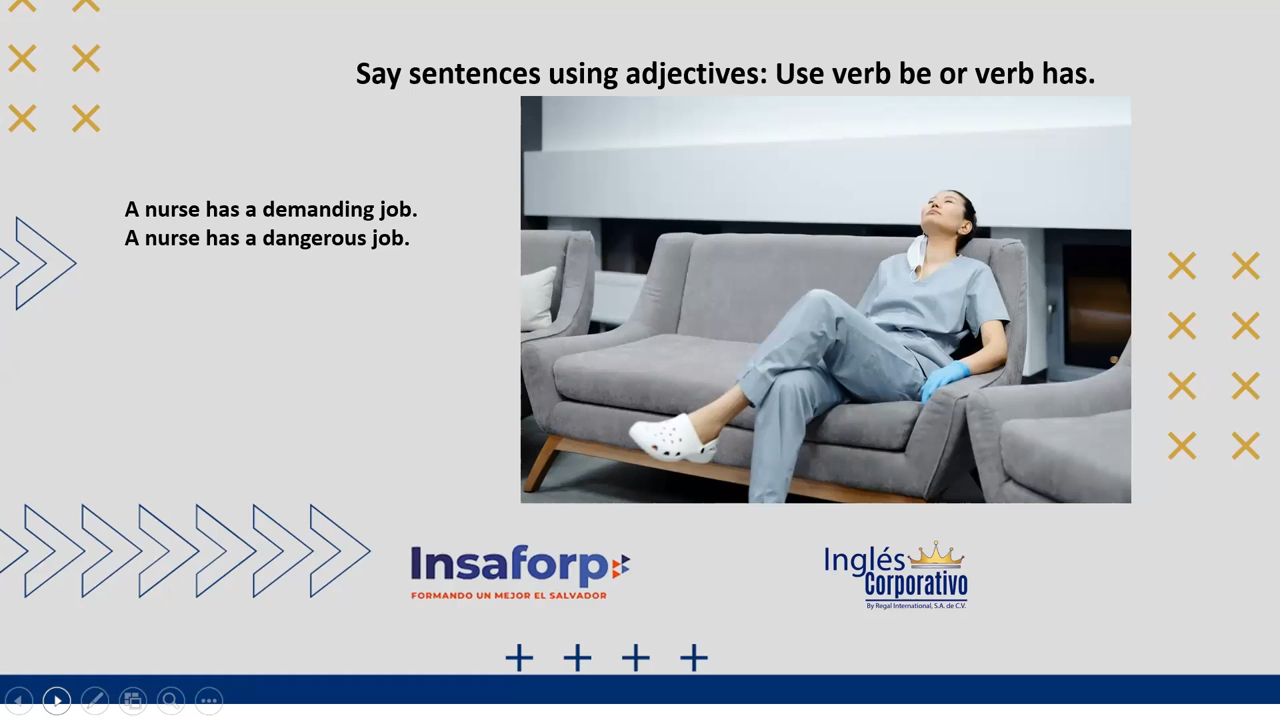 Say sentences using adjectives: Use verb be or verb has.
A nurse has a demanding job.
A nurse has a dangerous job.
Insaforp
FORMANDO UN MEJOR EL SALVADOR
Inglés
Corporativo
By Regal International, S.A. de C.V.